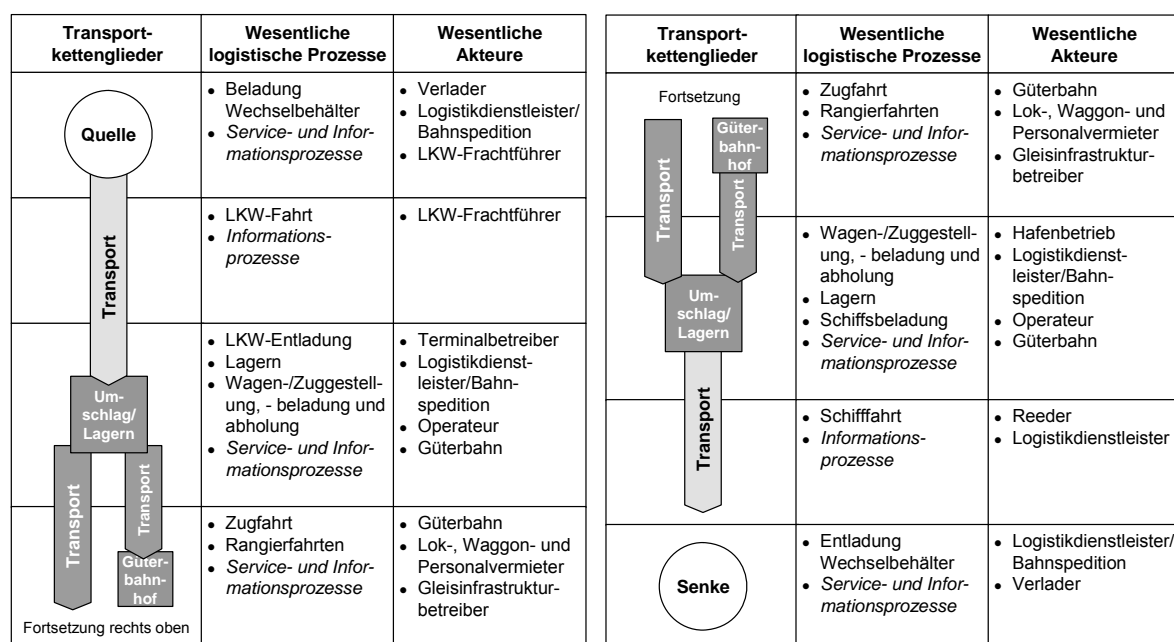 Transport-
kettenglieder
Wesentliche
logistische Prozesse
Wesentliche
Akteure
Quelle
• Beladung
Wechselbehälter
• Service- und Infor-
mationsprozesse
• Verlader
• Logistikdienstleister/
Bahnspedition
• LKW-Frachtführer
Transport
• LKW-Fahrt
• Informations-
prozesse
• LKW-Frachtführer
Um-
schlag/
Lagern
• LKW-Entladung
• Lagern
• Wagen-/Zuggestell-
ung, - beladung und
abholung
• Service- und Infor-
mationsprozesse
• Terminalbetreiber
• Logistikdienst-
leister/Bahn-
spedition
• Operateur
• Güterbahn
Transport
Transport
Güter-
bahn-
hof
Fortsetzung rechts oben
• Zugfahrt
• Rangierfahrten
• Service- und Infor-
mationsprozesse
• Güterbahn
• Lok-, Waggon- und
Personalvermieter
• Gleisinfrastruktur-
betreiber
Transport-
kettenglieder
Wesentliche
logistische Prozesse
Wesentliche
Akteure
Fortsetzung
Transport
Güter-
bahn-
hof
Transport
• Zugfahrt
• Rangierfahrten
• Service- und Infor-
mationsprozesse
• Güterbahn
• Lok-, Waggon- und
Personalvermieter
• Gleisinfrastruktur-
betreiber
Um-
schlag/
Lagern
• Wagen-/Zuggestell-
ung, - beladung und
abholung
• Lagern
• Schiffsbeladung
• Service- und Infor-
mationsprozesse
• Hafenbetrieb
• Logistikdienst-
leister/Bahn-
spedition
• Operateur
• Güterbahn
Transport
• Schifffahrt
• Informations-
prozesse
• Reeder
• Logistikdienstleister
Senke
• Entladung
Wechselbehälter
• Service- und Infor-
mationsprozesse
• Logistikdienstleister/
Bahnspedition
• Verlader